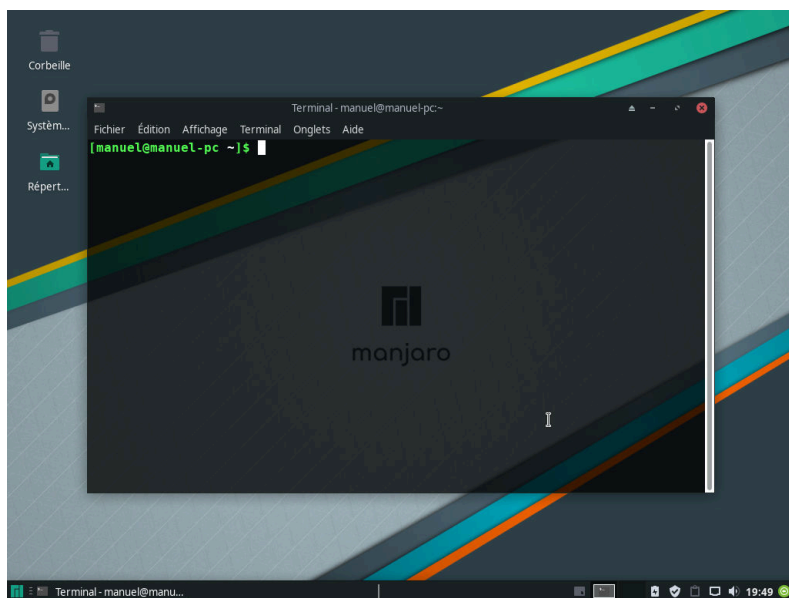 Corbeille
Systèm...
Répert...
Terminal - manuel@manuel-pc:~
Fichier Édition Affichage Terminal Onglets Aide
[manuel@manuel-pc ~]$
manjaro
Terminal - manuel@manu...
19:49